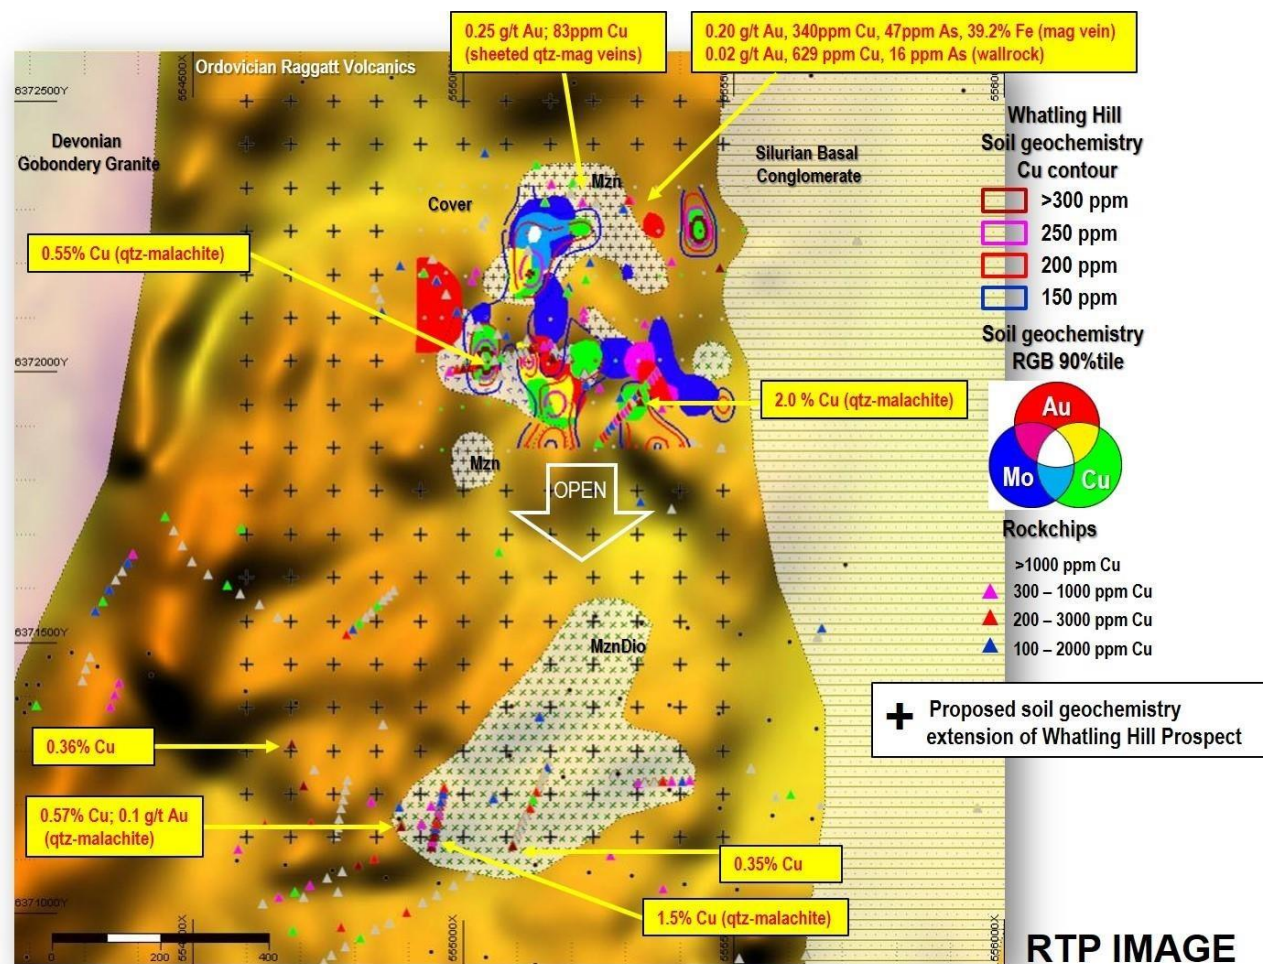 0.25 g/t Au; 83ppm Cu
(sheeted qtz-mag veins)
0.20 g/t Au, 340ppm Cu, 47ppm As, 39.2% Fe (mag vein)
0.02 g/t Au, 629 ppm Cu, 16 ppm As (wallrock)
Ordovician Raggatt Volcanics
6372500Y
Devonian
Gobondery Granite
Silurian Basal
Conglomerate
Whatling Hill
Soil geochemistry
Cu contour
>300 ppm
250 ppm
200 ppm
150 ppm
Mzn
Cover
0.55% Cu (qtz-malachite)
Soil geochemistry
RGB 90%tile
Au
Mo
Cu
6372000Y
2.0 % Cu (qtz-malachite)
Mzn
OPEN
Rockchips
>1000 ppm Cu
300 – 1000 ppm Cu
200 – 3000 ppm Cu
100 – 2000 ppm Cu
6371500Y
MznDio
+ Proposed soil geochemistry
extension of Whatling Hill Prospect
0.36% Cu
0.57% Cu; 0.1 g/t Au
(qtz-malachite)
0.35% Cu
1.5% Cu (qtz-malachite)
6371000Y
200
400
RTP IMAGE